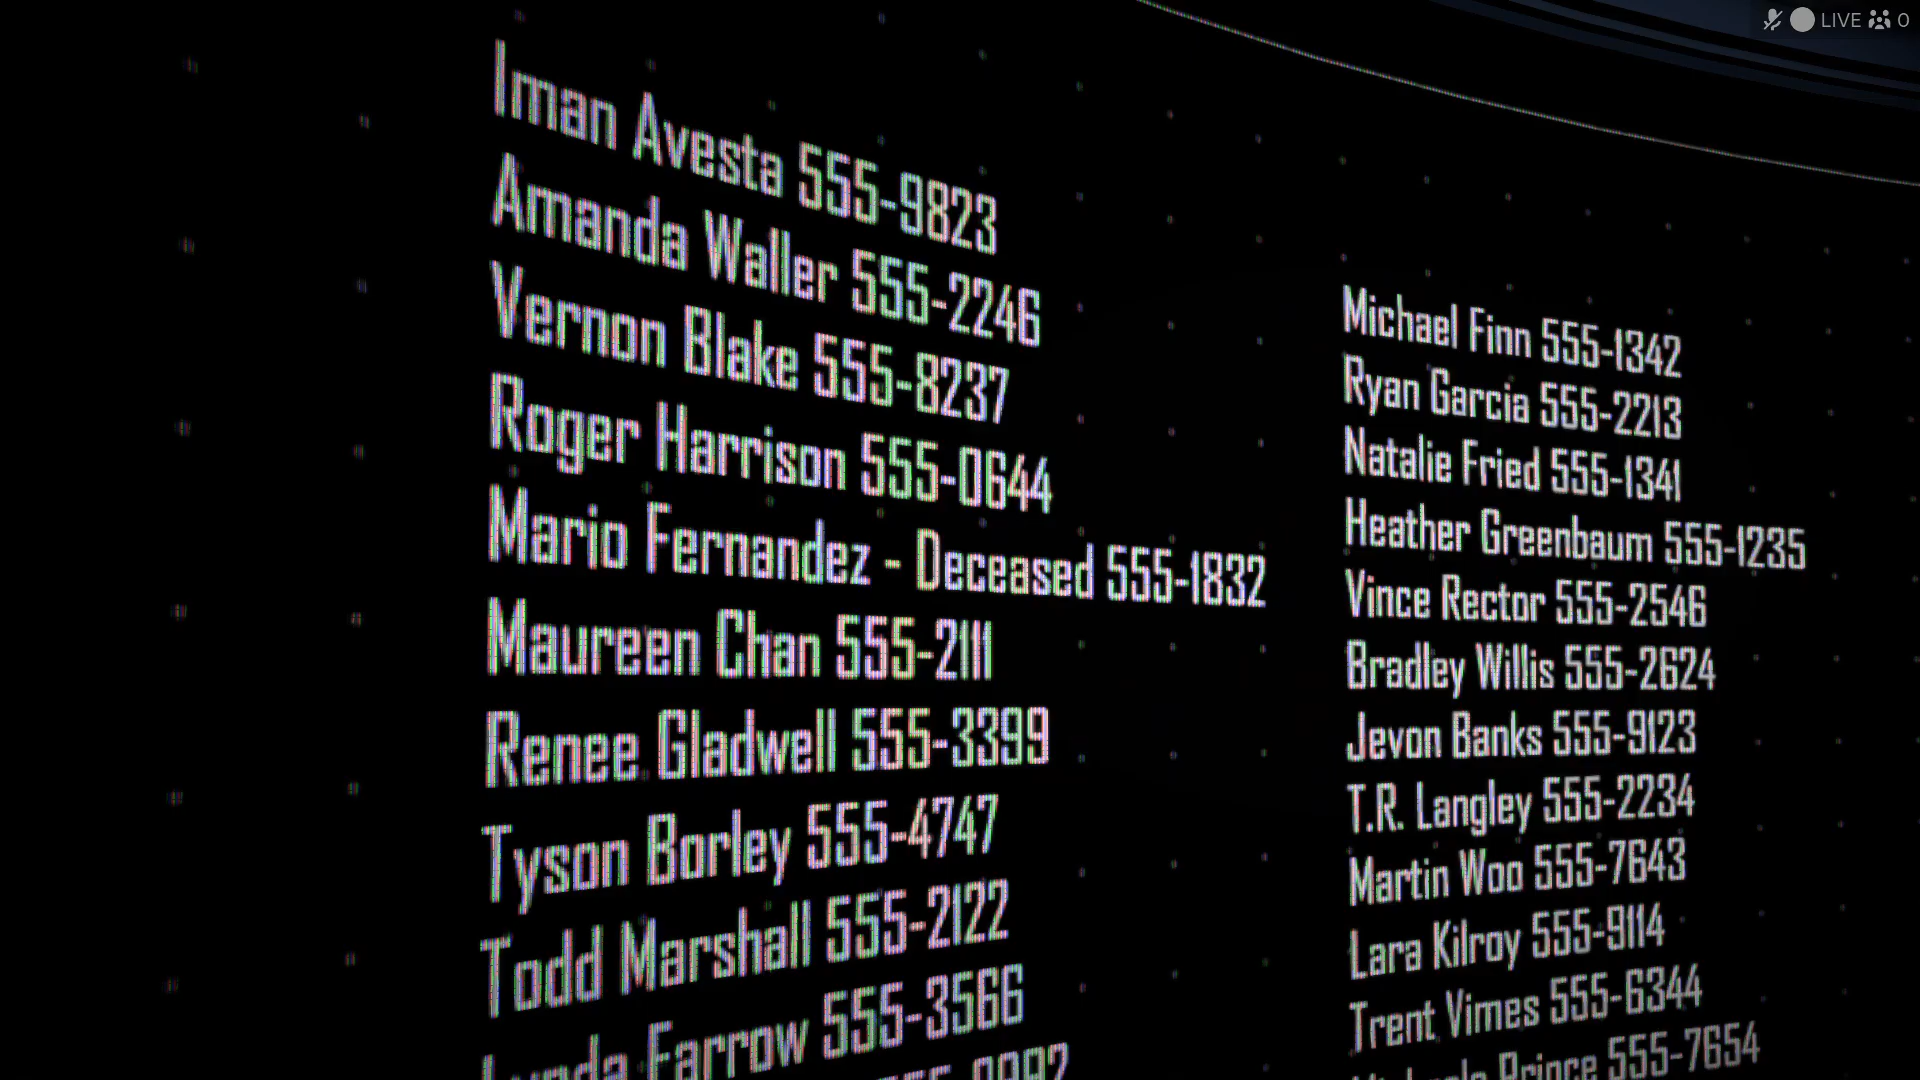 LIVE 0
Iman Avesta 555-9823
Amanda Waller 555-2246
Vernon Blake 555-8237
Roger Harrison 555-0644
Mario Fernandez - Deceased 555-1832
Maureen Chan 555-2111
Renee Gladwell 555-3399
Tyson Borley 555-4747
Todd Marshall 555-2122
Lynda Farrow 555-3566
Michael Finn 555-1342
Ryan Garcia 555-2213
Natalie Fried 555-1341
Heather Greenbaum 555-1235
Vince Rector 555-2546
Bradley Willis 555-2624
Jevon Banks 555-9123
T.R. Langley 555-2234
Martin Woo 555-7643
Lara Kilroy 555-9114
Trent Vimes 555-6344
Prince 555-7654